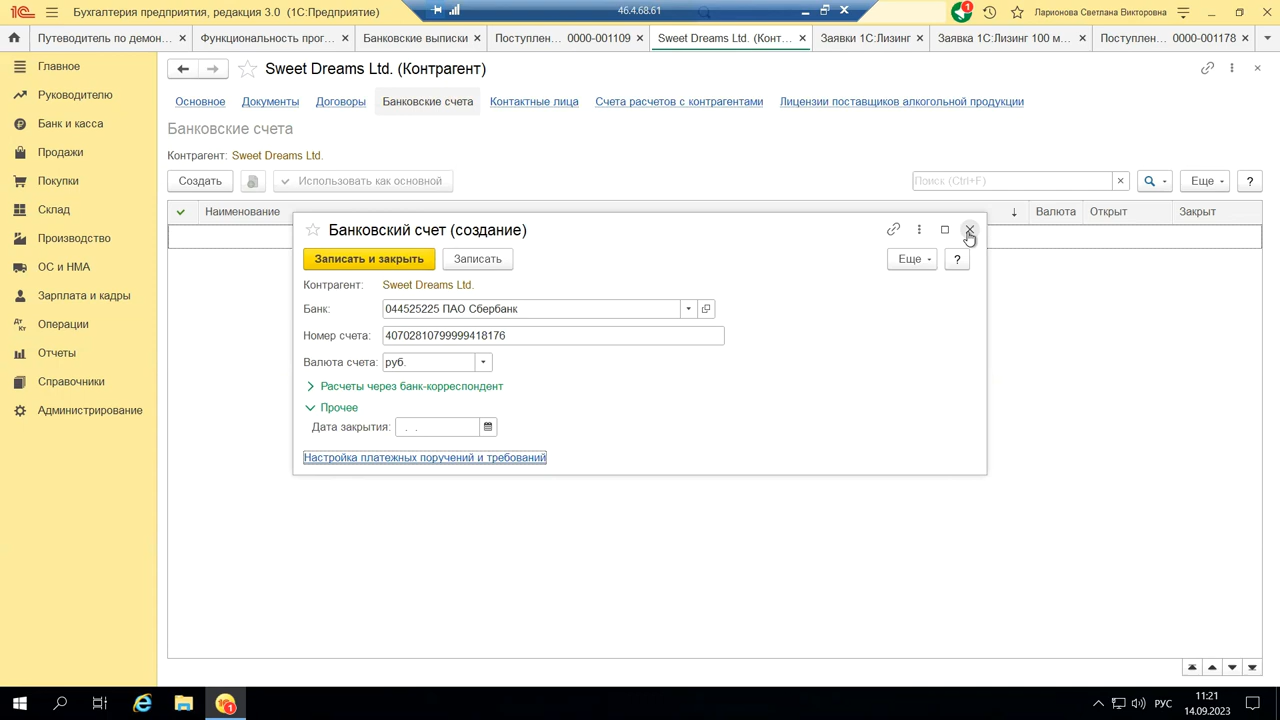 Бухгалтерия предприятия, редакция 3.0 (1С:Предприятие)
46.4.68.61
1
Ларионова Светлана Викторовна
Путеводитель по демон...
Функциональность прог...
Банковские выписки
Поступлен... 0000-001109
Sweet Dreams Ltd. (Конт...
Заявки 1С:Лизинг
Заявка 1С:Лизинг 100 м...
Поступлен... 0000-001178
Главное
Руководителю
Банк и касса
Продажи
Покупки
Склад
Производство
ОС и НМА
Зарплата и кадры
Операции
Отчеты
Справочники
Администрирование
Sweet Dreams Ltd. (Контрагент)
Основное
Документы
Договоры
Банковские счета
Контактные лица
Счета расчетов с контрагентами
Лицензии поставщиков алкогольной продукции
Банковские счета
Контрагент: Sweet Dreams Ltd.
Создать
Использовать как основной
Поиск (Ctrl+F)
Еще
?
Наименование
Валюта
Открыт
Закрыт
Банковский счет (создание)
Записать и закрыть
Записать
Еще
?
Контрагент: Sweet Dreams Ltd.
Банк: 044525225 ПАО Сбербанк
Номер счета: 40702810799999418176
Валюта счета: руб.
Расчеты через банк-корреспондент
Прочее
Дата закрытия: . .
Настройка платежных поручений и требований
1
РУС
11:21
14.09.2023